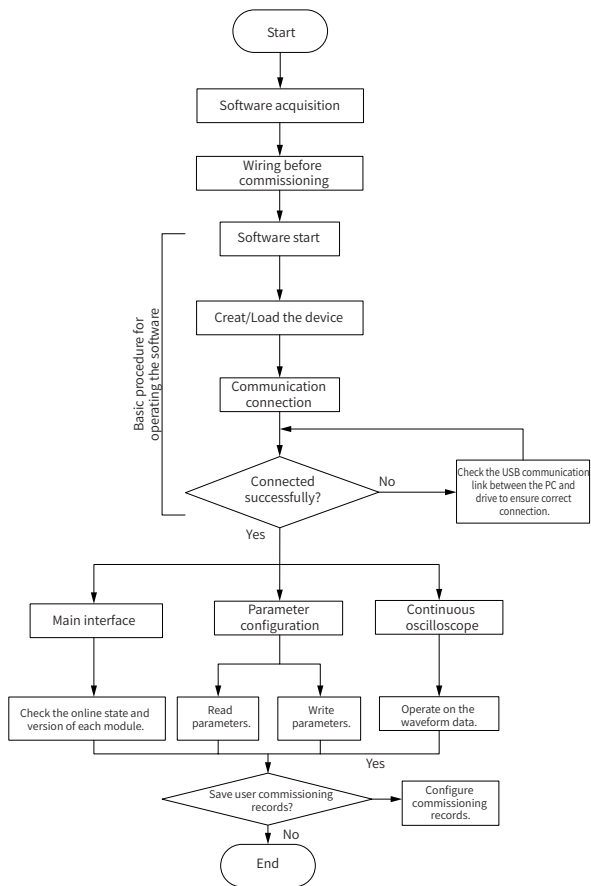 Start
Software acquisition
Wiring before
commissioning
Software start
Basic procedure for
operating the software
Creat/Load the device
Communication
connection
Connected
successfully?
No
Check the USB communication
link between the PC and
drive to ensure correct
connection.
Yes
Main interface
Parameter
configuration
Continuous
oscilloscope
Check the online state and
version of each module.
Read
parameters.
Write
parameters.
Operate on the
waveform data.
Yes
Save user commissioning
records?
Configure
commissioning
records.
No
End